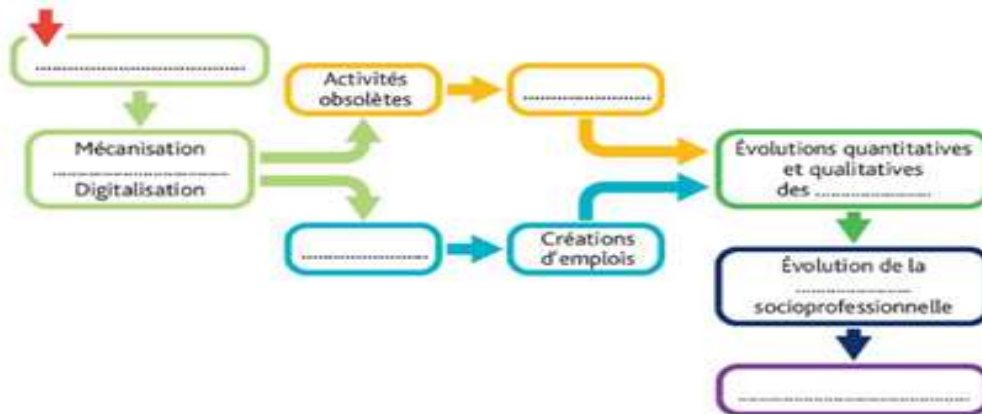 ................................................
Activités
obsolètes
..............................
Mécanisation
..................................
Digitalisation
Évolutions quantitatives
et qualitatives
des ..........................
..............................
Créations
d'emplois
Évolution de la
..........................
socioprofessionnelle
......................................................